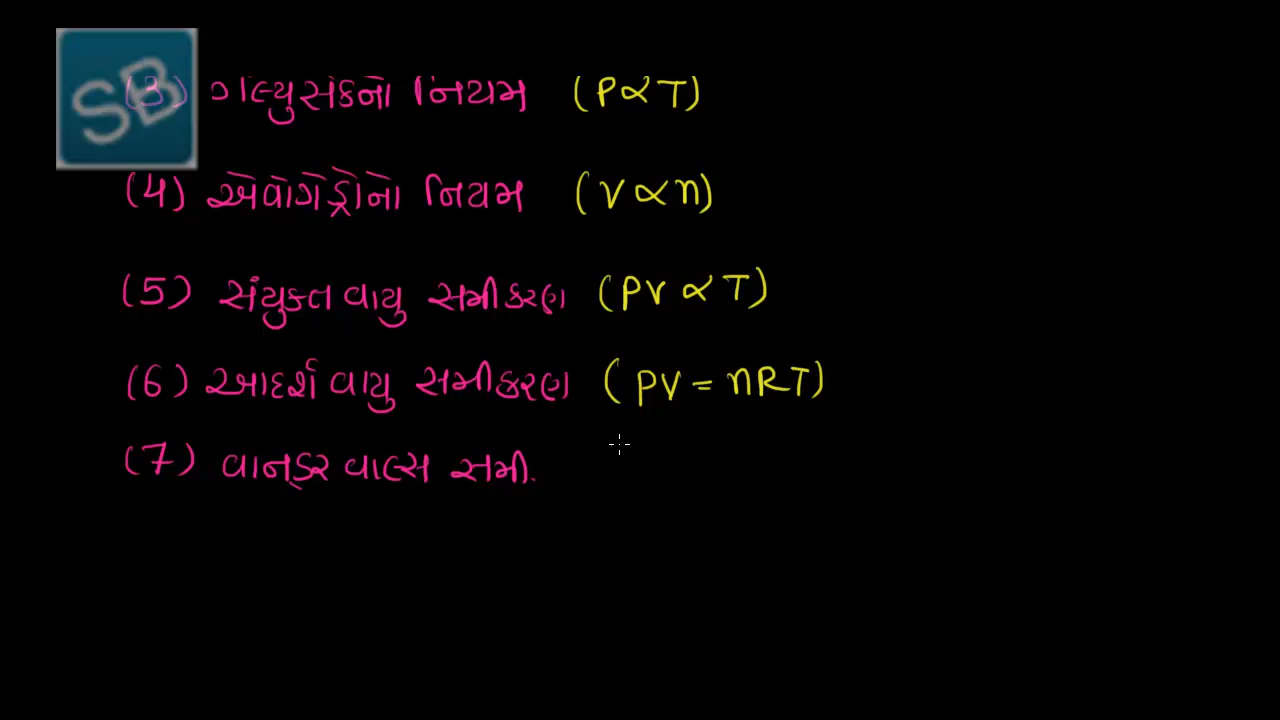 SB
(3) ગેલ્યુસેકનો નિયમ (P∝T)
(4) એવોગેડ્રોનો નિયમ (V∝n)
(5) સંયુક્ત વાયુ સમીકરણ (PV∝T)
(6) આદર્શ વાયુ સમીકરણ (PV = nRT)
(7) વાન્ડર વાલ્સ સમી.